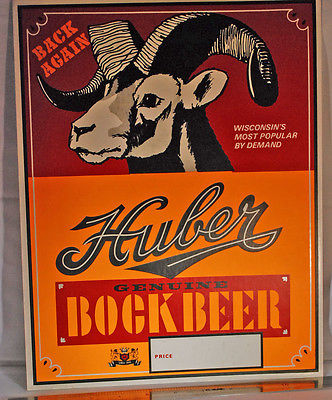 BACK
AGAIN
WISCONSIN'S
MOST POPULAR
BY DEMAND
Huber
GENUINE
BOCK BEER
PRICE